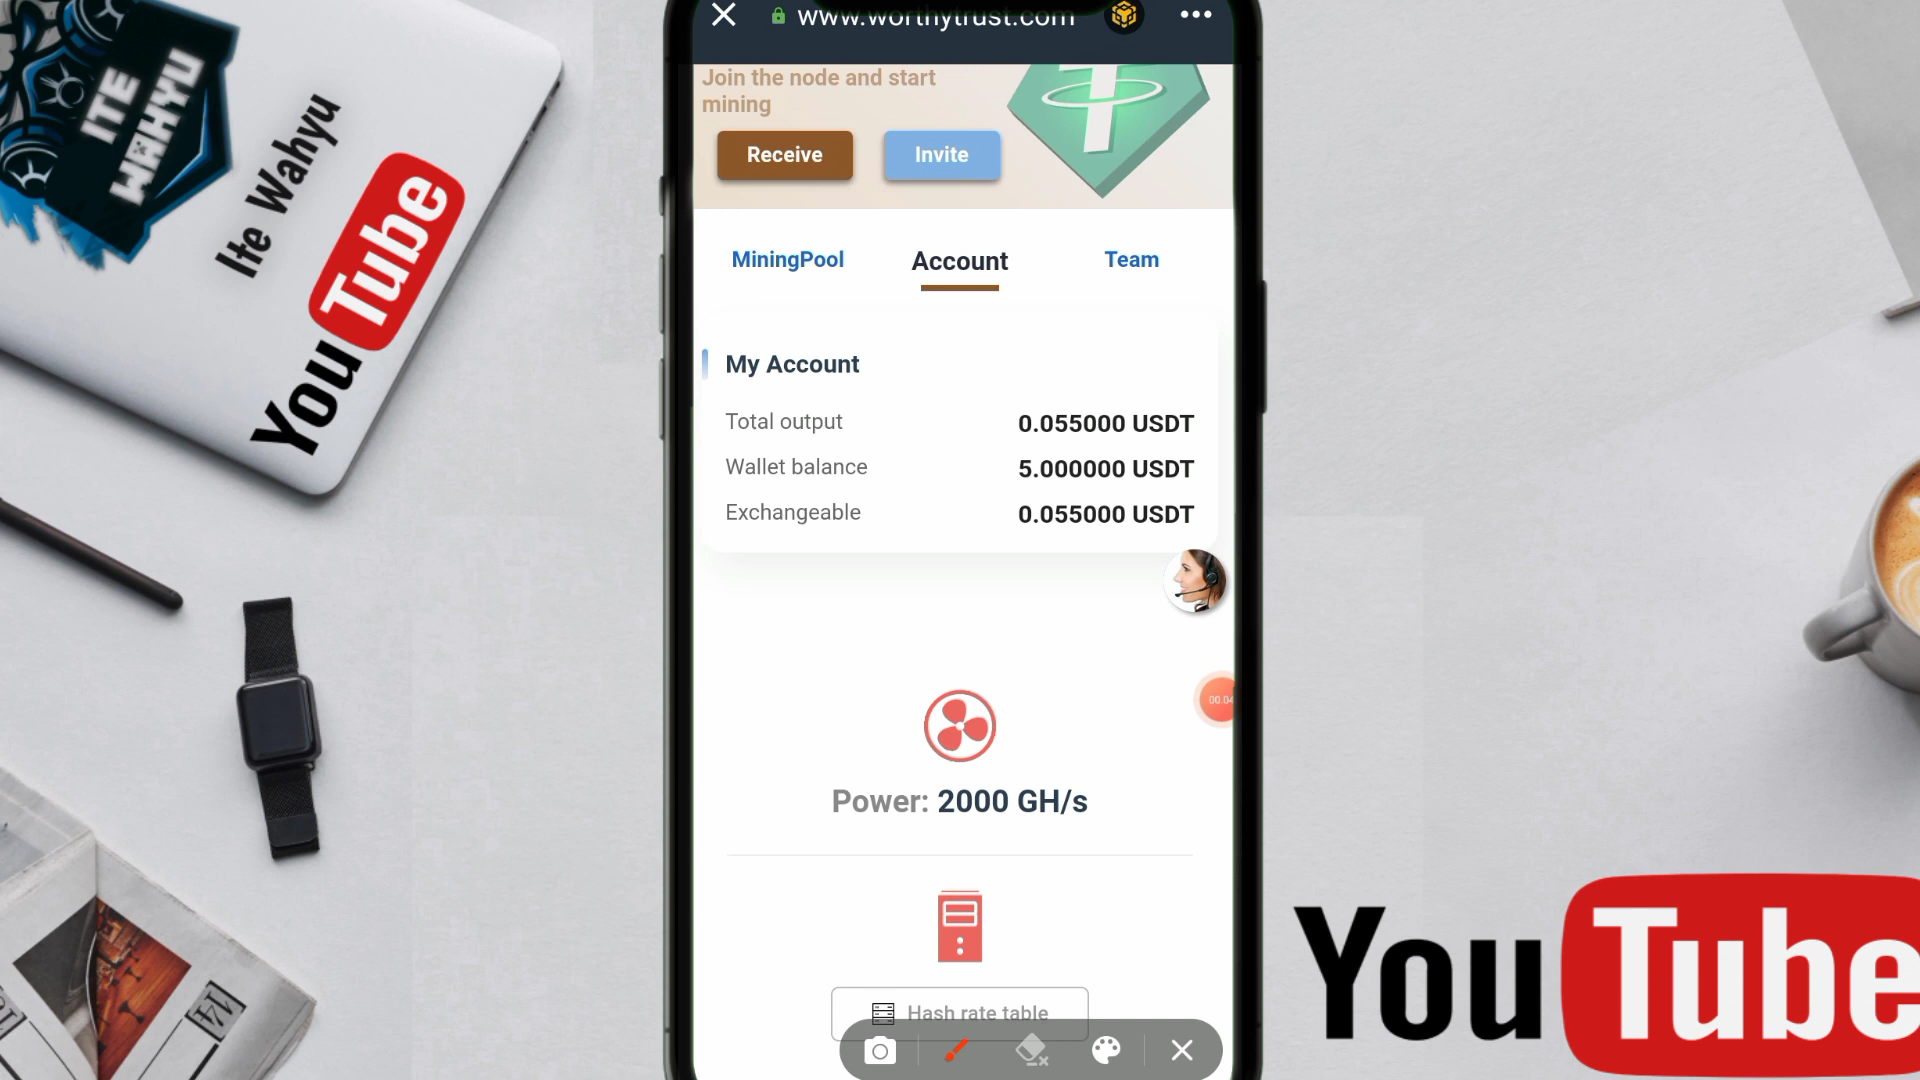 www.worthytrust.com
Join the node and start
mining
Receive
Invite
MiningPool
Account
Team
My Account
Total output
0.055000 USDT
Wallet balance
5.000000 USDT
Exchangeable
0.055000 USDT
00:04
Power: 2000 GH/s
Hash rate table
ITE
WAHYU
Ite Wahyu
YouTube
YouTube